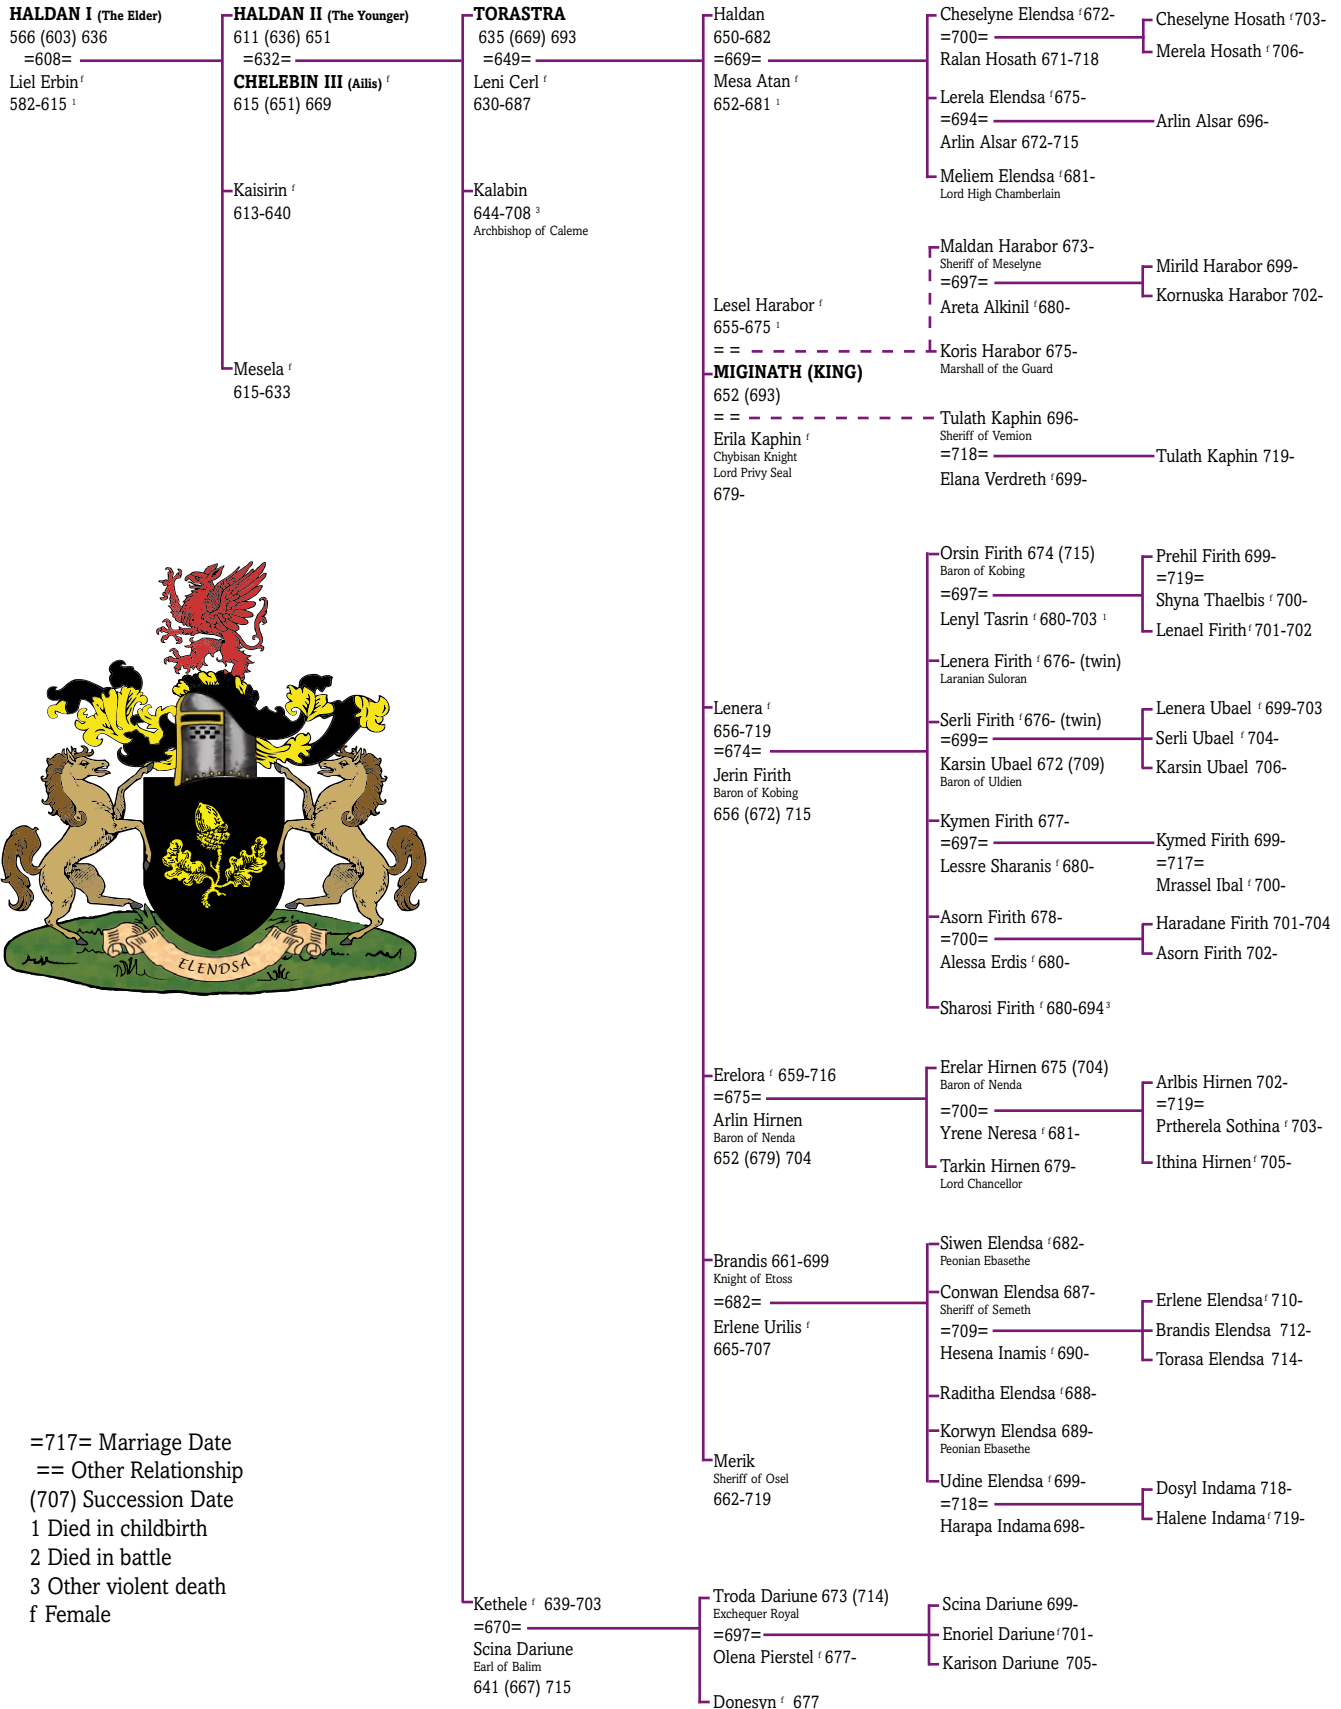 HALDAN I (The Elder)
566 (603) 636
=608=
Liel Erbin f
582-615 1
HALDAN II (The Younger)
611 (636) 651
=632=
CHELEBIN III (Ailis) f
615 (651) 669
Kaisirin f
613-640
Mesela f
615-633
TORASTRA
635 (669) 693
=649=
Leni Cerl f
630-687
Kalabin
644-708 3
Archbishop of Caleme
Kethele f 639-703
=670=
Scina Dariune
Earl of Balim
641 (667) 715
Haldan
650-682
=669=
Mesa Atan f
652-681 1
Lesel Harabor f
655-675 1
= =
MIGINATH (KING)
652 (693)
= =
Erila Kaphin f
Chybisan Knight
Lord Privy Seal
679-
Lenera f
656-719
=674=
Jerin Firith
Baron of Kobing
656 (672) 715
Erelora f 659-716
=675=
Arlin Hirnen
Baron of Nenda
652 (679) 704
Brandis 661-699
Knight of Etoss
=682=
Erlene Urilis f
665-707
Merik
Sheriff of Osel
662-719
Troda Dariune 673 (714)
Exchequer Royal
=697=
Olena Pierstel f 677-
Donesyn f 677
Cheselyne Elendsa f 672-
=700=
Ralan Hosath 671-718
Lerela Elendsa f 675-
=694=
Arlin Alsar 672-715
Meliem Elendsa f 681-
Lord High Chamberlain
Maldan Harabor 673-
Sheriff of Meselyne
=697=
Areta Alkinil f 680-
Koris Harabor 675-
Marshall of the Guard
Tulath Kaphin 696-
Sheriff of Vemion
=718=
Elana Verdreth f 699-
Orsin Firith 674 (715)
Baron of Kobing
=697=
Lenyl Tasrin f 680-703 1
Lenera Firith f 676- (twin)
Laranian Suloran
Serli Firith f 676- (twin)
=699=
Karsin Ubael 672 (709)
Baron of Uldien
Kymen Firith 677-
=697=
Lessre Sharanis f 680-
Asorn Firith 678-
=700=
Alessa Erdis f 680-
Sharosi Firith f 680-694 3
Erelar Hirnen 675 (704)
Baron of Nenda
=700=
Yrene Neresa f 681-
Tarkin Hirnen 679-
Lord Chancellor
Siwen Elendsa f 682-
Peonian Ebasethe
Conwan Elendsa 687-
Sheriff of Semeth
=709=
Hesena Inamis f 690-
Raditha Elendsa f 688-
Korwyn Elendsa 689-
Peonian Ebasethe
Udine Elendsa f 699-
=718=
Harapa Indama 698-
Scina Dariune 699-
Enoriel Dariune f 701-
Karison Dariune 705-
Cheselyne Hosath f 703-
Merela Hosath f 706-
Arlin Alsar 696-
Mirild Harabor 699-
Kornuska Harabor 702-
Tulath Kaphin 719-
Prehil Firith 699-
=719=
Shyna Thaelbis f 700-
Lenael Firith f 701-702
Lenera Ubael f 699-703
Serli Ubael f 704-
Karsin Ubael 706-
Kymed Firith 699-
=717=
Mrassel Ibal f 700-
Haradane Firith 701-704
Asorn Firith 702-
Arlbis Hirnen 702-
=719=
Prtherela Sothina f 703-
Ithina Hirnen f 705-
Erlene Elendsa f 710-
Brandis Elendsa 712-
Torasa Elendsa 714-
Dosyl Indama 718-
Halene Indama f 719-
ELENDSA
=717= Marriage Date
== Other Relationship
(707) Succession Date
1 Died in childbirth
2 Died in battle
3 Other violent death
f Female